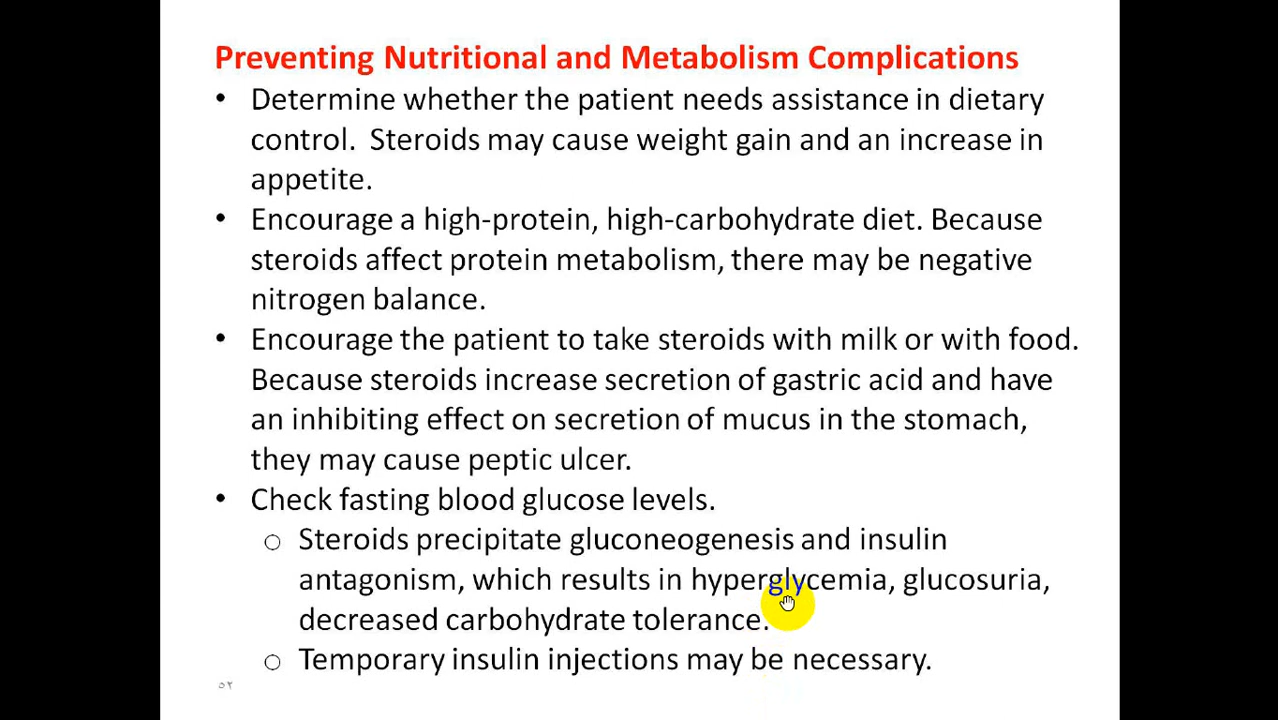 Preventing Nutritional and Metabolism Complications
• Determine whether the patient needs assistance in dietary
control.  Steroids may cause weight gain and an increase in
appetite.
• Encourage a high-protein, high-carbohydrate diet. Because
steroids affect protein metabolism, there may be negative
nitrogen balance.
• Encourage the patient to take steroids with milk or with food.
Because steroids increase secretion of gastric acid and have
an inhibiting effect on secretion of mucus in the stomach,
they may cause peptic ulcer.
• Check fasting blood glucose levels.
○ Steroids precipitate gluconeogenesis and insulin
antagonism, which results in hyperglycemia, glucosuria,
decreased carbohydrate tolerance.
○ Temporary insulin injections may be necessary.
٥٢